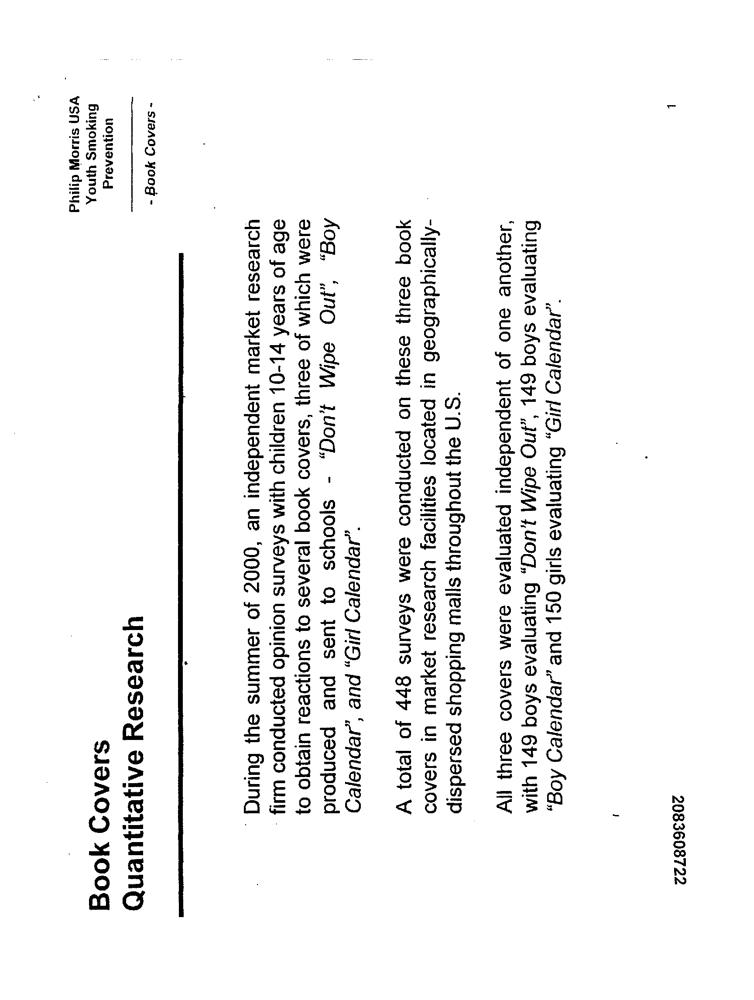 Philip Morris USA
Youth Smoking
Prevention
- Book Covers -
Book Covers
Quantitative Research
During the summer of 2000, an independent market research
firm conducted opinion surveys with children 10-14 years of age
to obtain reactions to several book covers, three of which were
produced and sent to schools - "Don't Wipe Out", "Boy
Calendar", and "Girl Calendar".
A total of 448 surveys were conducted on these three book
covers in market research facilities located in geographically-
dispersed shopping malls throughout the U.S.
All three covers were evaluated independent of one another,
with 149 boys evaluating "Don't Wipe Out", 149 boys evaluating
"Boy Calendar" and 150 girls evaluating "Girl Calendar".
1
2083608722